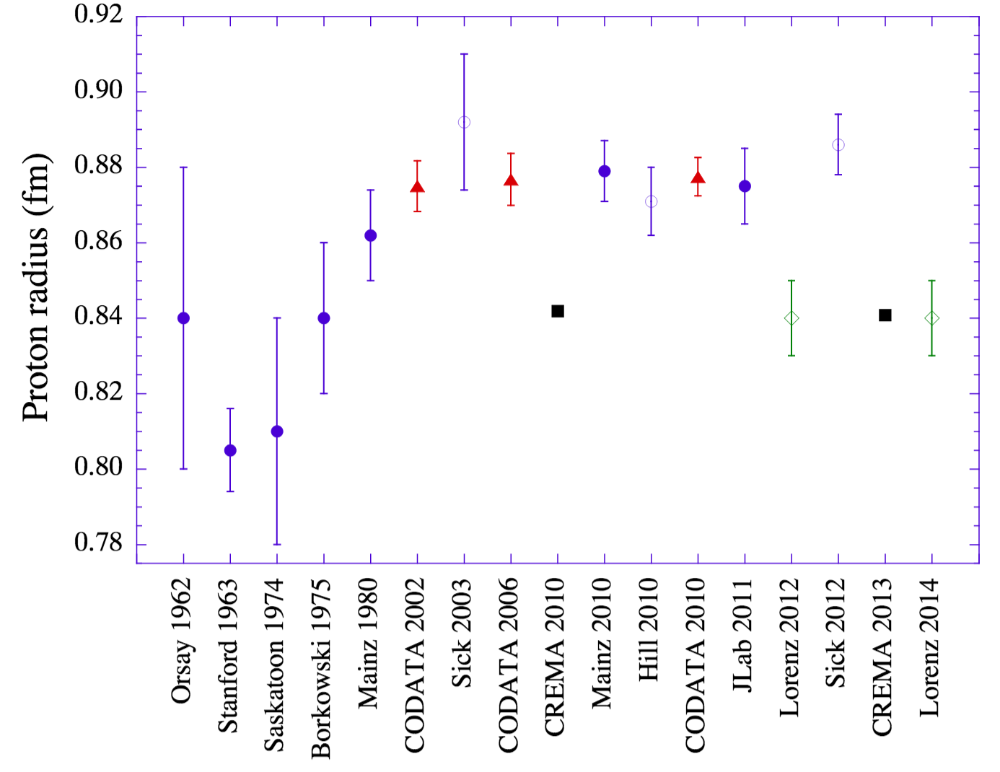 0.92
0.90
0.88
0.86
0.84
0.82
0.80
0.78
Proton radius (fm)
Orsay 1962
Stanford 1963
Saskatoon 1974
Borkowski 1975
Mainz 1980
CODATA 2002
Sick 2003
CODATA 2006
CREMA 2010
Mainz 2010
Hill 2010
CODATA 2010
JLab 2011
Lorenz 2012
Sick 2012
CREMA 2013
Lorenz 2014